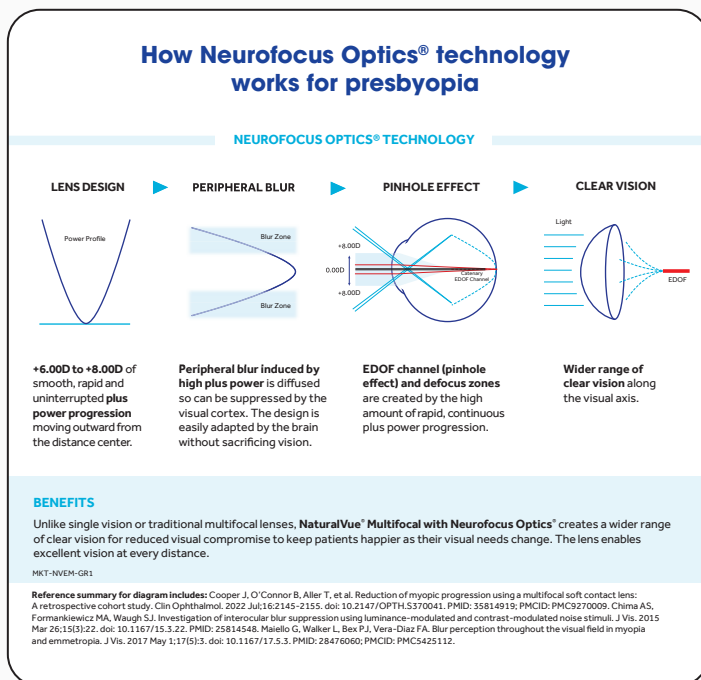 How Neurofocus Optics® technology
works for presbyopia
NEUROFOCUS OPTICS® TECHNOLOGY
LENS DESIGN
PERIPHERAL BLUR
PINHOLE EFFECT
CLEAR VISION
Power Profile
Blur Zone
Blur Zone
+8.00D
0.00D
+8.00D
Catenary
EDOF Channel
Light
EDOF
+6.00D to +8.00D of
smooth, rapid and
uninterrupted plus
power progression
moving outward from
the distance center.
Peripheral blur induced by
high plus power is diffused
so can be suppressed by the
visual cortex. The design is
easily adapted by the brain
without sacrificing vision.
EDOF channel (pinhole
effect) and defocus zones
are created by the high
amount of rapid, continuous
plus power progression.
Wider range of
clear vision along
the visual axis.
BENEFITS
Unlike single vision or traditional multifocal lenses, NaturalVue® Multifocal with Neurofocus Optics® creates a wider range
of clear vision for reduced visual compromise to keep patients happier as their visual needs change. The lens enables
excellent vision at every distance.
MKT-NVEM-GR1
Reference summary for diagram includes: Cooper J, O'Connor B, Aller T, et al. Reduction of myopic progression using a multifocal soft contact lens:
A retrospective cohort study. Clin Ophthalmol. 2022 Jul;16:2145-2155. doi: 10.2147/OPTH.S370041. PMID: 35814919; PMCID: PMC9270009. Chima AS,
Formankiewicz MA, Waugh SJ. Investigation of interocular blur suppression using luminance-modulated and contrast-modulated noise stimuli. J Vis. 2015
Mar 26;15(3):22. doi: 10.1167/15.3.22. PMID: 25814548. Maiello G, Walker L, Bex PJ, Vera-Diaz FA. Blur perception throughout the visual field in myopia
and emmetropia. J Vis. 2017 May 1;17(5):3. doi: 10.1167/17.5.3. PMID: 28476060; PMCID: PMC5425112.